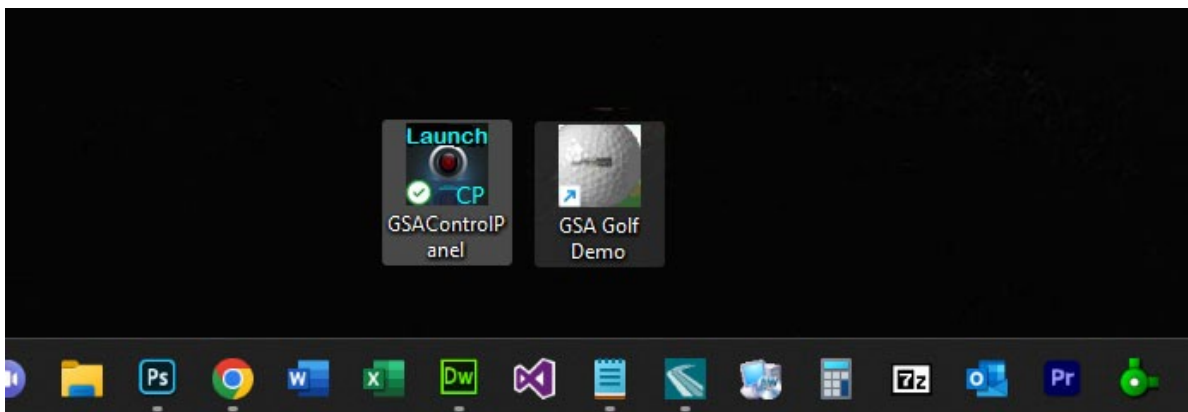 Launch
CP
GSAControlP
anel
GSA Golf
Demo
Ps
W
X
Dw
7z
O
Pr